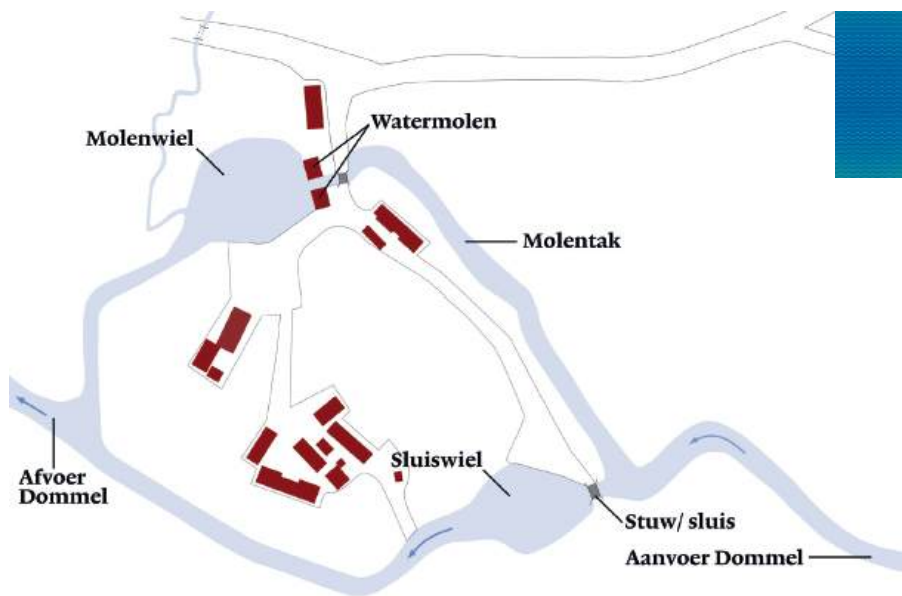 Watermolen
Molenwiel
Molentak
Sluiswiel
Afvoer
Dommel
Stuw/ sluis
Aanvoer Dommel